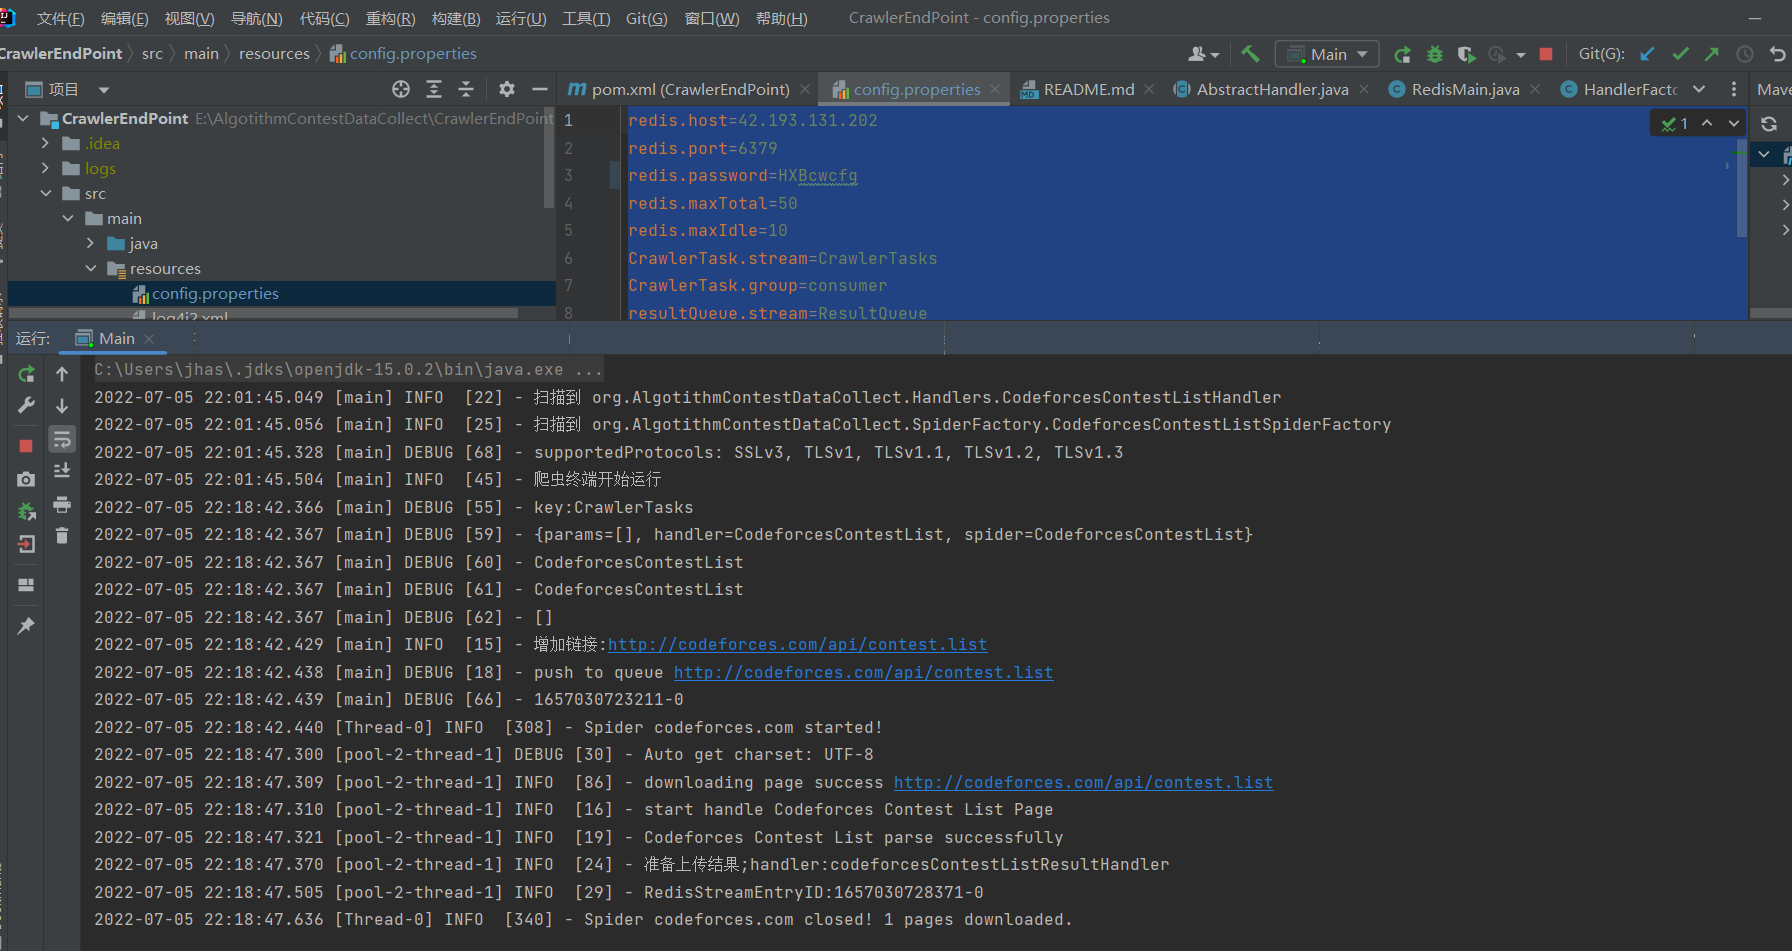 文件(F) 编辑(E) 视图(V) 导航(N) 代码(C) 重构(R) 构建(B) 运行(U) 工具(T) Git(G) 窗口(W) 帮助(H) CrawlerEndPoint - config.properties
CrawlerEndPoint src main resources config.properties Main Git(G):
项目 pom.xml (CrawlerEndPoint) config.properties README.md AbstractHandler.java RedisMain.java HandlerFacto Mave
CrawlerEndPoint E:\AlgotithmContestDataCollect\CrawlerEndPoint
.idea
logs
src
main
java
resources
config.properties
log4j2.xml
1 redis.host=42.193.131.202
2 redis.port=6379
3 redis.password=HXBcwcfg
4 redis.maxTotal=50
5 redis.maxIdle=10
6 CrawlerTask.stream=CrawlerTasks
7 CrawlerTask.group=consumer
8 resultQueue.stream=ResultQueue
1
运行: Main
C:\Users\jhas\.jdks\openjdk-15.0.2\bin\java.exe ...
2022-07-05 22:01:45.049 [main] INFO  [22] - 扫描到 org.AlgotithmContestDataCollect.Handlers.CodeforcesContestListHandler
2022-07-05 22:01:45.056 [main] INFO  [25] - 扫描到 org.AlgotithmContestDataCollect.SpiderFactory.CodeforcesContestListSpiderFactory
2022-07-05 22:01:45.328 [main] DEBUG [68] - supportedProtocols: SSLv3, TLSv1, TLSv1.1, TLSv1.2, TLSv1.3
2022-07-05 22:01:45.504 [main] INFO  [45] - 爬虫终端开始运行
2022-07-05 22:18:42.366 [main] DEBUG [55] - key:CrawlerTasks
2022-07-05 22:18:42.367 [main] DEBUG [59] - {params=[], handler=CodeforcesContestList, spider=CodeforcesContestList}
2022-07-05 22:18:42.367 [main] DEBUG [60] - CodeforcesContestList
2022-07-05 22:18:42.367 [main] DEBUG [61] - CodeforcesContestList
2022-07-05 22:18:42.367 [main] DEBUG [62] - []
2022-07-05 22:18:42.429 [main] INFO  [15] - 增加链接:http://codeforces.com/api/contest.list
2022-07-05 22:18:42.438 [main] DEBUG [18] - push to queue http://codeforces.com/api/contest.list
2022-07-05 22:18:42.439 [main] DEBUG [66] - 1657030723211-0
2022-07-05 22:18:42.440 [Thread-0] INFO  [308] - Spider codeforces.com started!
2022-07-05 22:18:47.300 [pool-2-thread-1] DEBUG [30] - Auto get charset: UTF-8
2022-07-05 22:18:47.309 [pool-2-thread-1] INFO  [86] - downloading page success http://codeforces.com/api/contest.list
2022-07-05 22:18:47.310 [pool-2-thread-1] INFO  [16] - start handle Codeforces Contest List Page
2022-07-05 22:18:47.321 [pool-2-thread-1] INFO  [19] - Codeforces Contest List parse successfully
2022-07-05 22:18:47.370 [pool-2-thread-1] INFO  [24] - 准备上传结果;handler:codeforcesContestListResultHandler
2022-07-05 22:18:47.505 [pool-2-thread-1] INFO  [29] - RedisStreamEntryID:1657030728371-0
2022-07-05 22:18:47.636 [Thread-0] INFO  [340] - Spider codeforces.com closed! 1 pages downloaded.